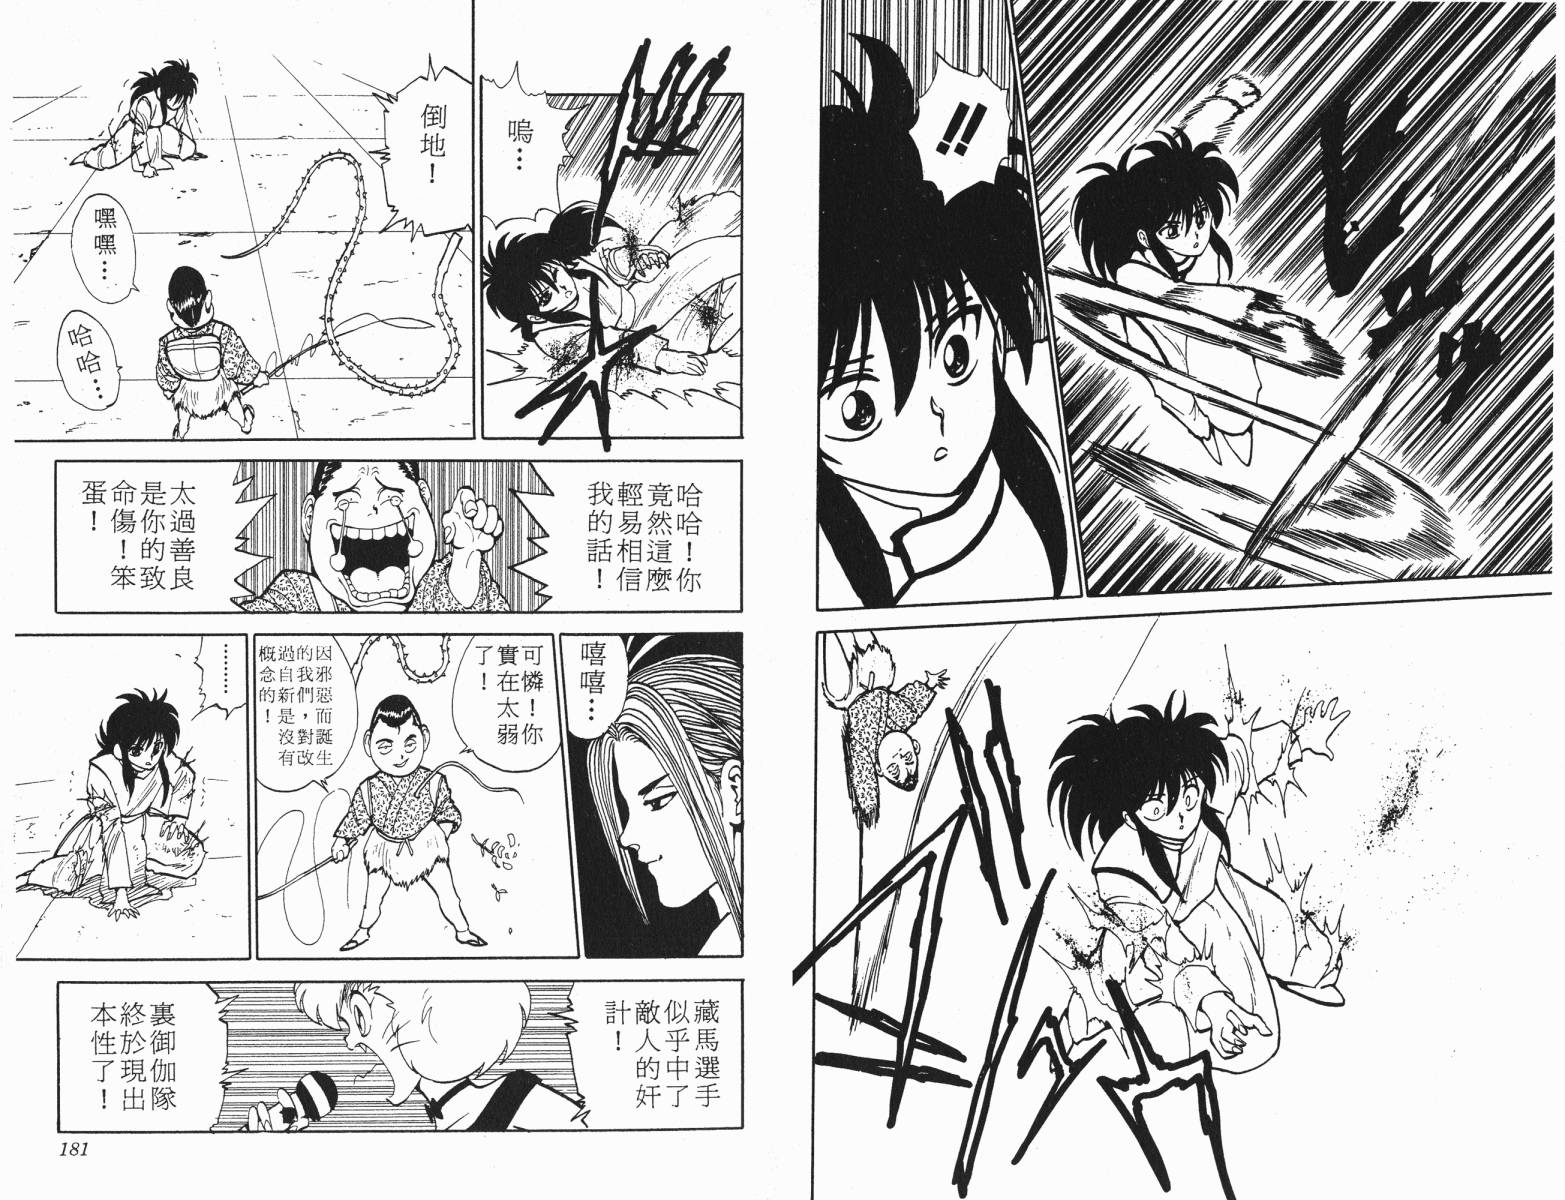 !!
嗚…
倒地！
嘿
嘿…
哈
哈…
哈哈！你
竟然這麼
輕易相信
我的話！
太過善良
是你的致
命傷！笨
蛋！
嘻嘻…
可憐！你
實在太弱
了！
因邪惡而誕生
的我們，對改
過自新是沒有
概念的！
………
藏馬選手
似乎中了
敵人的奸
計！
裏御伽隊
終於現出
本性了！
181